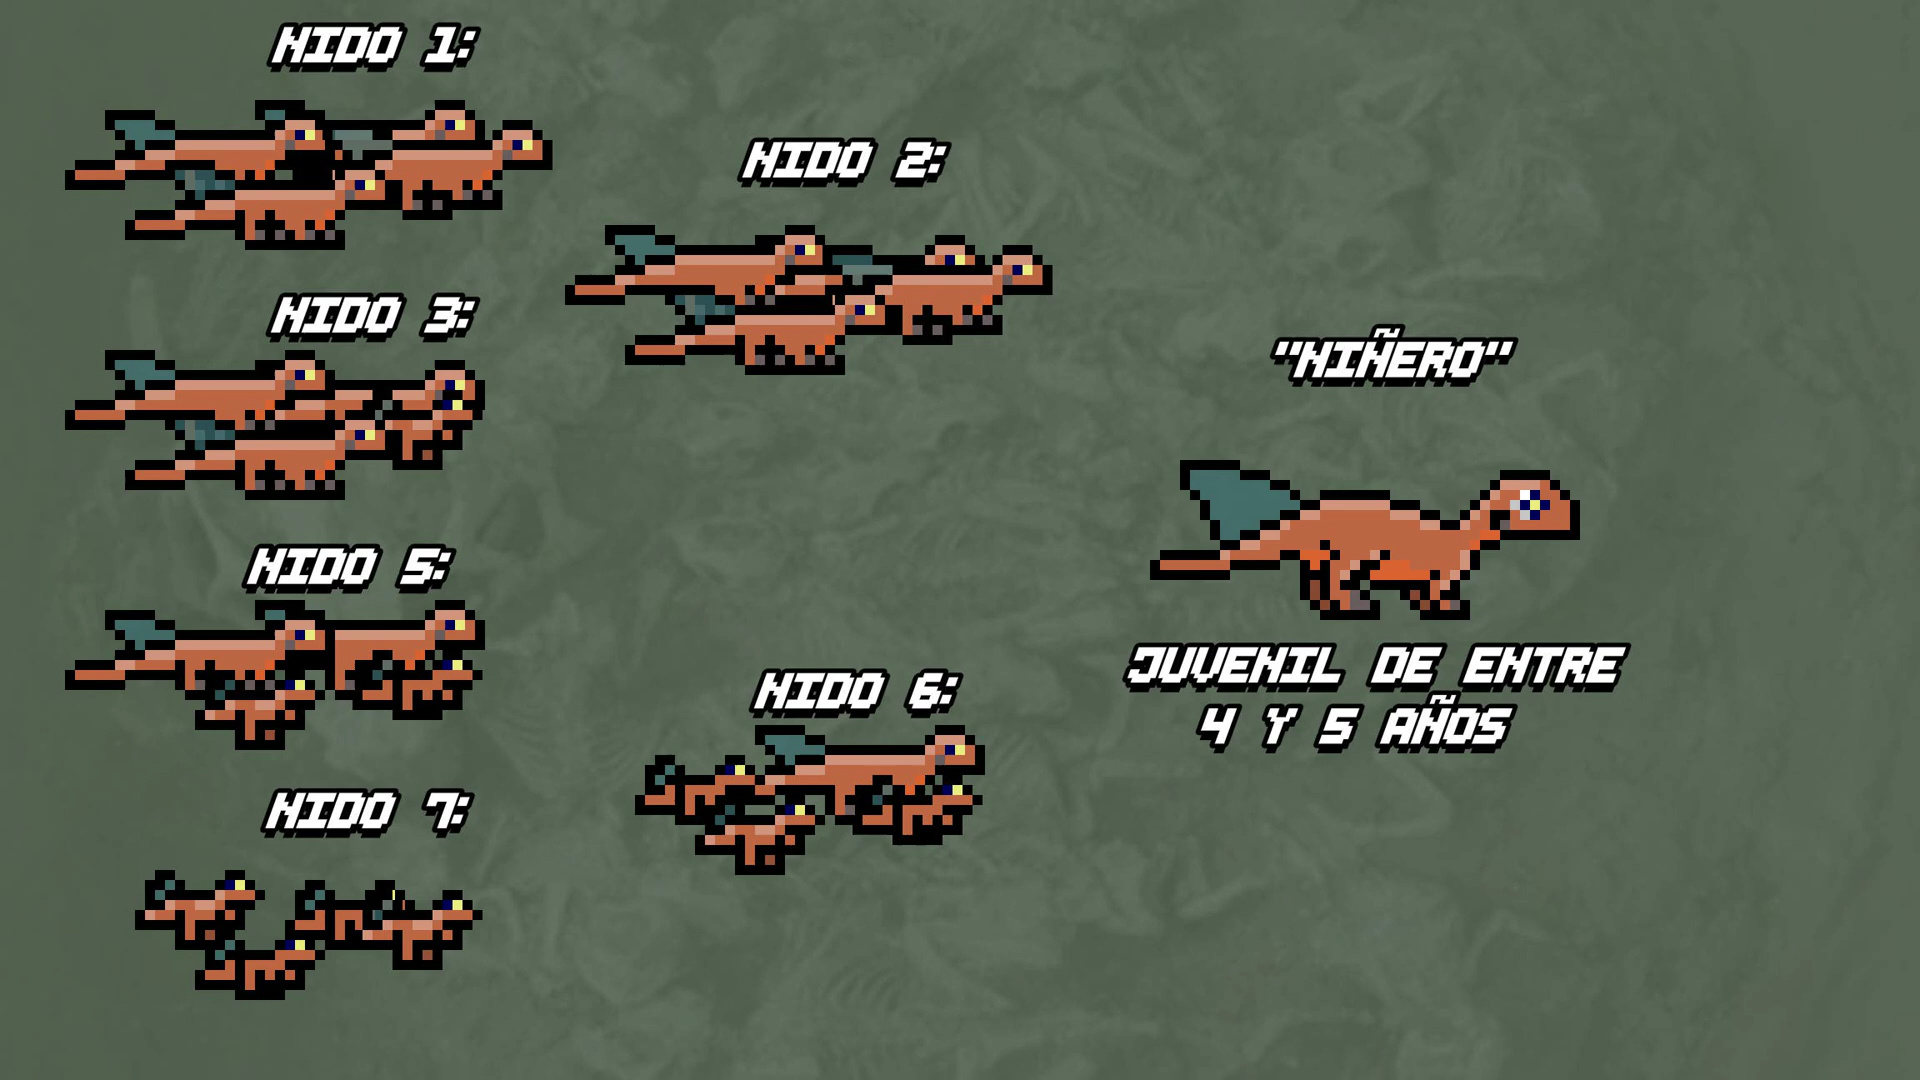 NIDO 1:
NIDO 2:
NIDO 3:
"NIÑERO"
NIDO 5:
NIDO 6:
JUVENIL DE ENTRE
4 Y 5 AÑOS
NIDO 7: